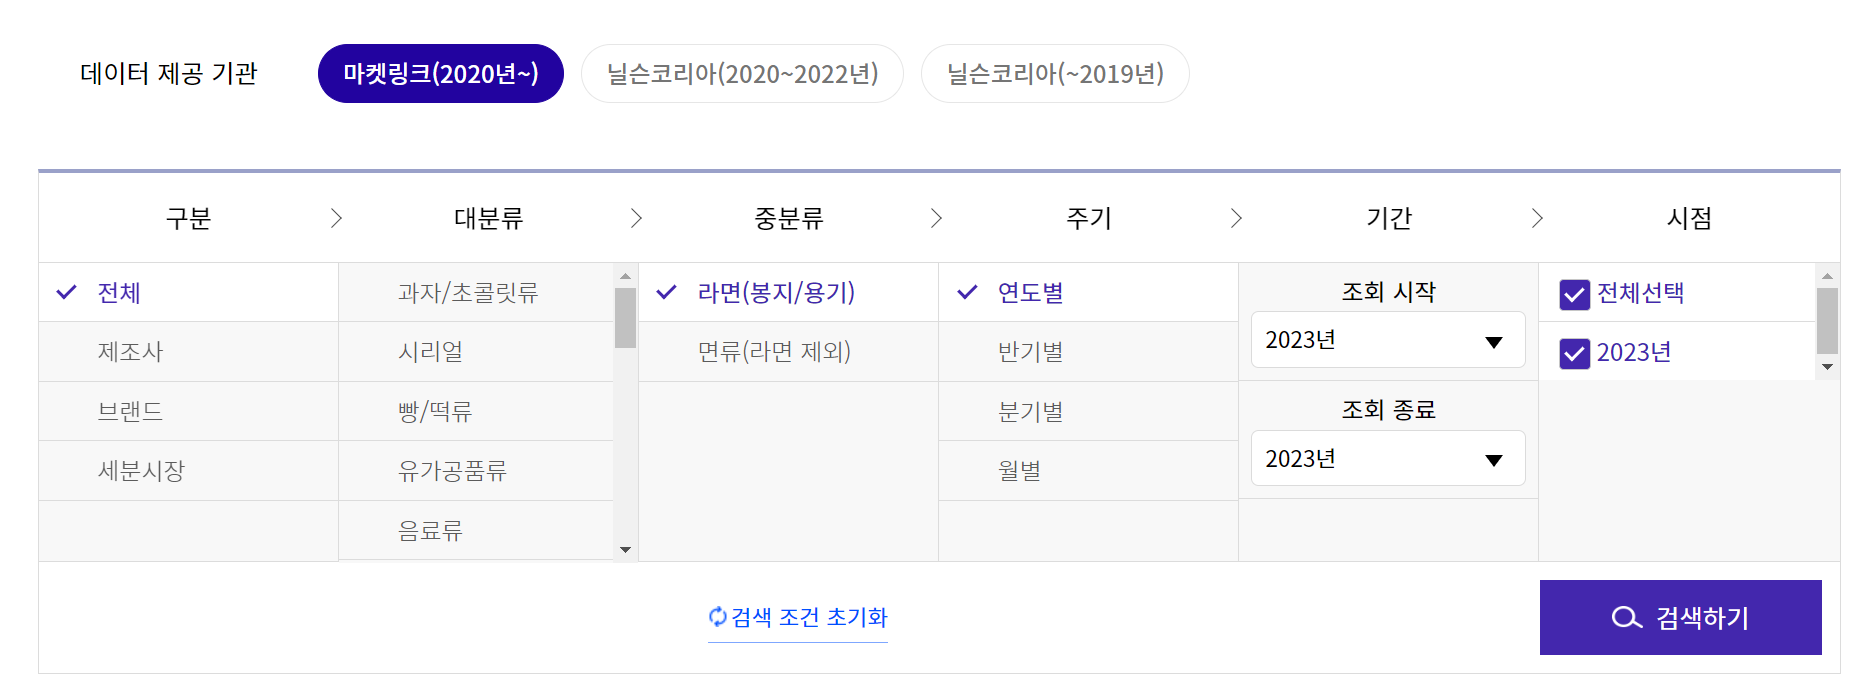 데이터 제공 기관 마켓링크(2020년~) 닐슨코리아(2020~2022년) 닐슨코리아(~2019년)
구분 대분류 중분류 주기 기간 시점
전체 과자/초콜릿류 라면(봉지/용기) 연도별 조회 시작 전체선택
2023년
제조사 시리얼 면류(라면 제외) 반기별 2023년
브랜드 빵/떡류 분기별 조회 종료
2023년
세분시장 유가공품류 월별
음료류
검색 조건 초기화 검색하기